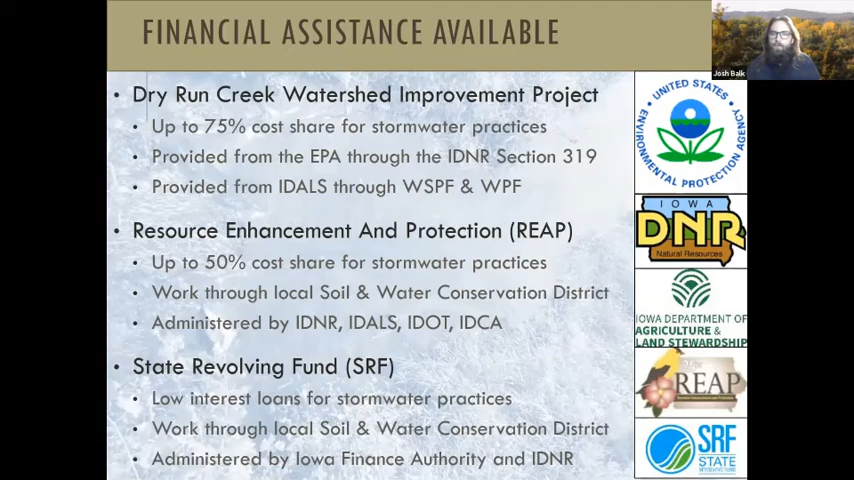 FINANCIAL ASSISTANCE AVAILABLE
Josh Balk
• Dry Run Creek Watershed Improvement Project
• Up to 75% cost share for stormwater practices
• Provided from the EPA through the IDNR Section 319
• Provided from IDALS through WSPF & WPF
• Resource Enhancement And Protection (REAP)
• Up to 50% cost share for stormwater practices
• Work through local Soil & Water Conservation District
• Administered by IDNR, IDALS, IDOT, IDCA
• State Revolving Fund (SRF)
• Low interest loans for stormwater practices
• Work through local Soil & Water Conservation District
• Administered by Iowa Finance Authority and IDNR
UNITED STATES
ENVIRONMENTAL PROTECTION AGENCY
IOWA
DNR
Natural Resources
IOWA DEPARTMENT OF
AGRICULTURE &
LAND STEWARDSHIP
REAP
SRF
STATE